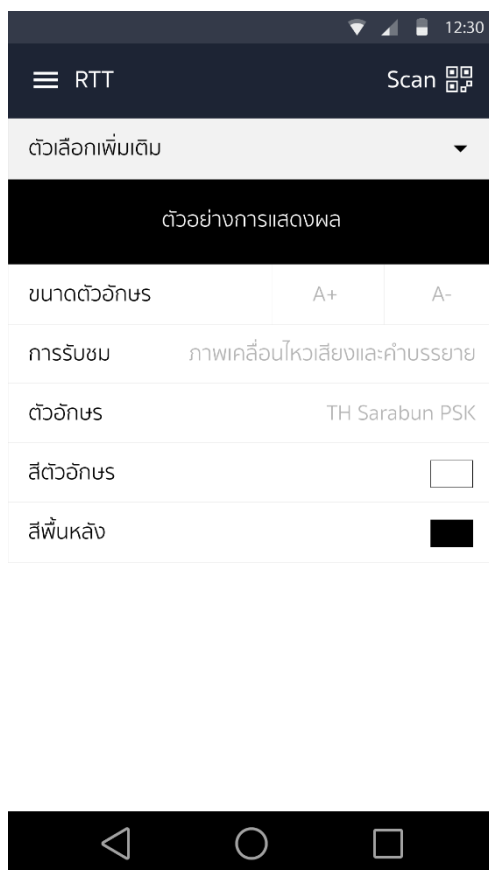 12:30
RTT Scan
ตัวเลือกเพิ่มเติม
ตัวอย่างการแสดงผล
ขนาดตัวอักษร A+ A-
การรับชม ภาพเคลื่อนไหวเสียงและคำบรรยาย
ตัวอักษร TH Sarabun PSK
สีตัวอักษร
สีพื้นหลัง